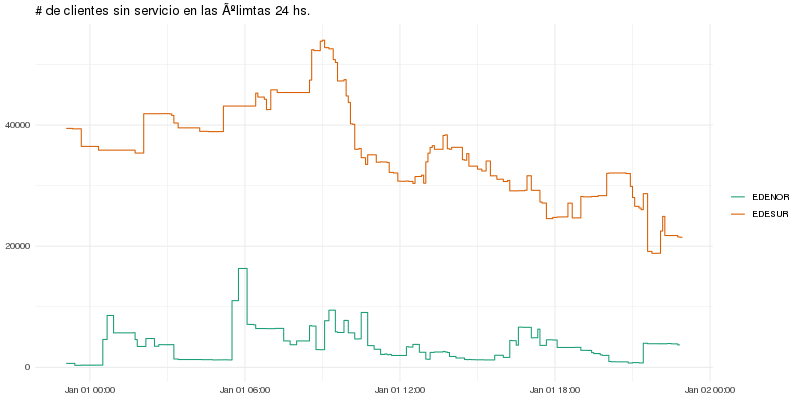 # de clientes sin servicio en las Ãºlimtas 24 hs.
40000
20000
0
Jan 01 00:00
Jan 01 06:00
Jan 01 12:00
Jan 01 18:00
Jan 02 00:00
EDENOR
EDESUR